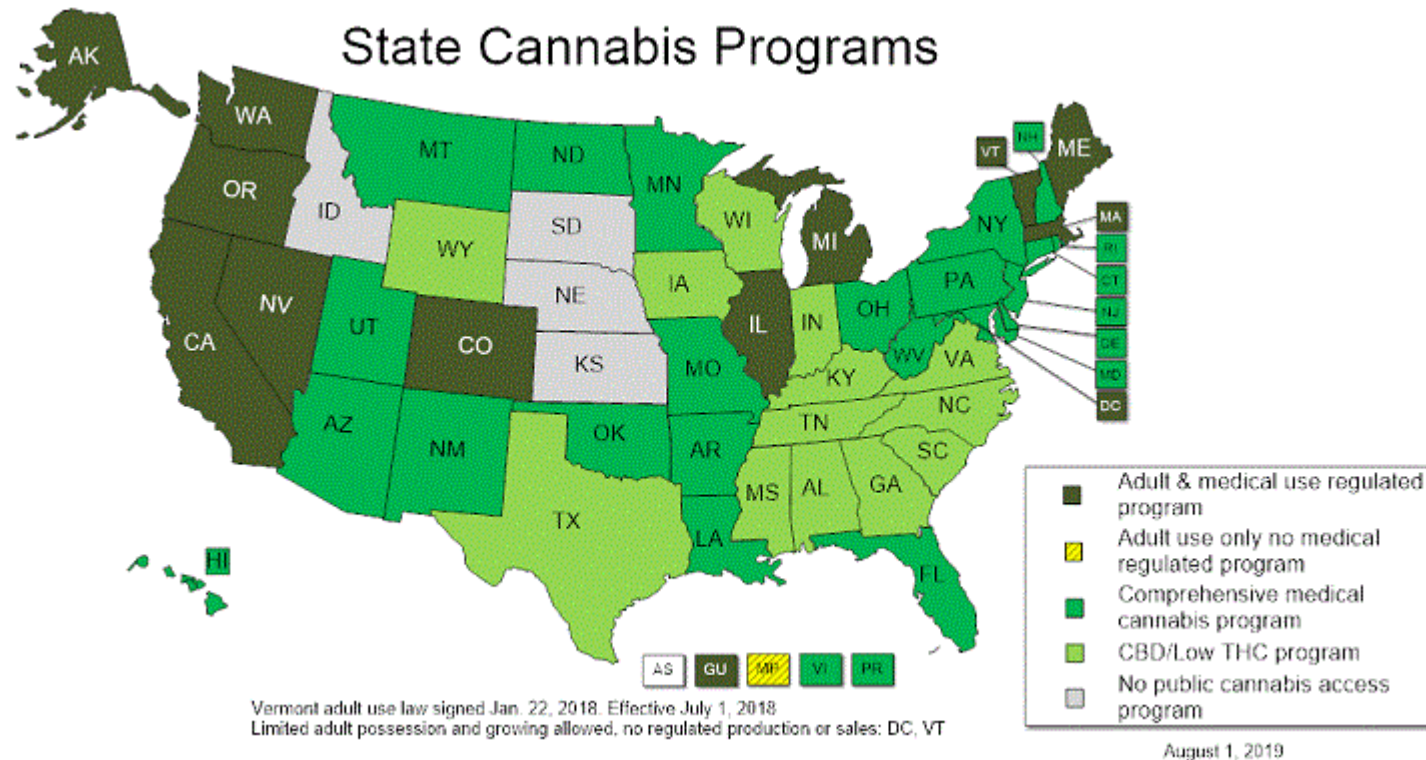 State Cannabis Programs
AK
WA
OR
CA
NV
ID
MT
WY
UT
AZ
CO
NM
ND
SD
NE
KS
OK
TX
MN
IA
MO
AR
LA
WI
IL
MI
IN
OH
KY
TN
MS
AL
GA
FL
SC
NC
VA
WV
PA
NY
VT
NH
ME
MA
RI
CT
NJ
DE
MD
DC
HI
AS
GU
MP
VI
PR
Adult & medical use regulated
program
Adult use only no medical
regulated program
Comprehensive medical
cannabis program
CBD/Low THC program
No public cannabis access
program
Vermont adult use law signed Jan. 22, 2018. Effective July 1, 2018
Limited adult possession and growing allowed, no regulated production or sales: DC, VT
August 1, 2019